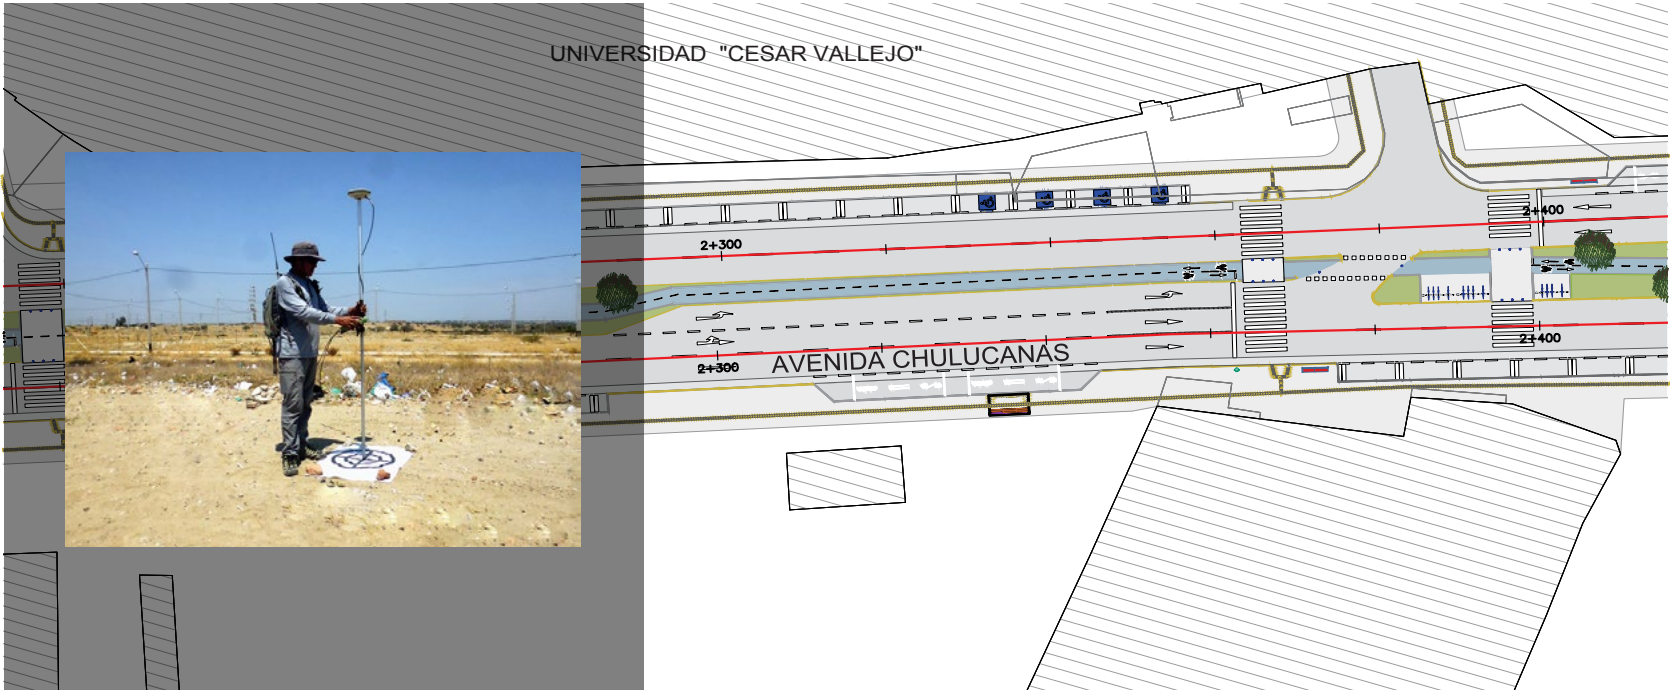 UNIVERSIDAD "CESAR VALLEJO"
2+400
2+300
AVENIDA CHULUCANAS
2+300
2+400